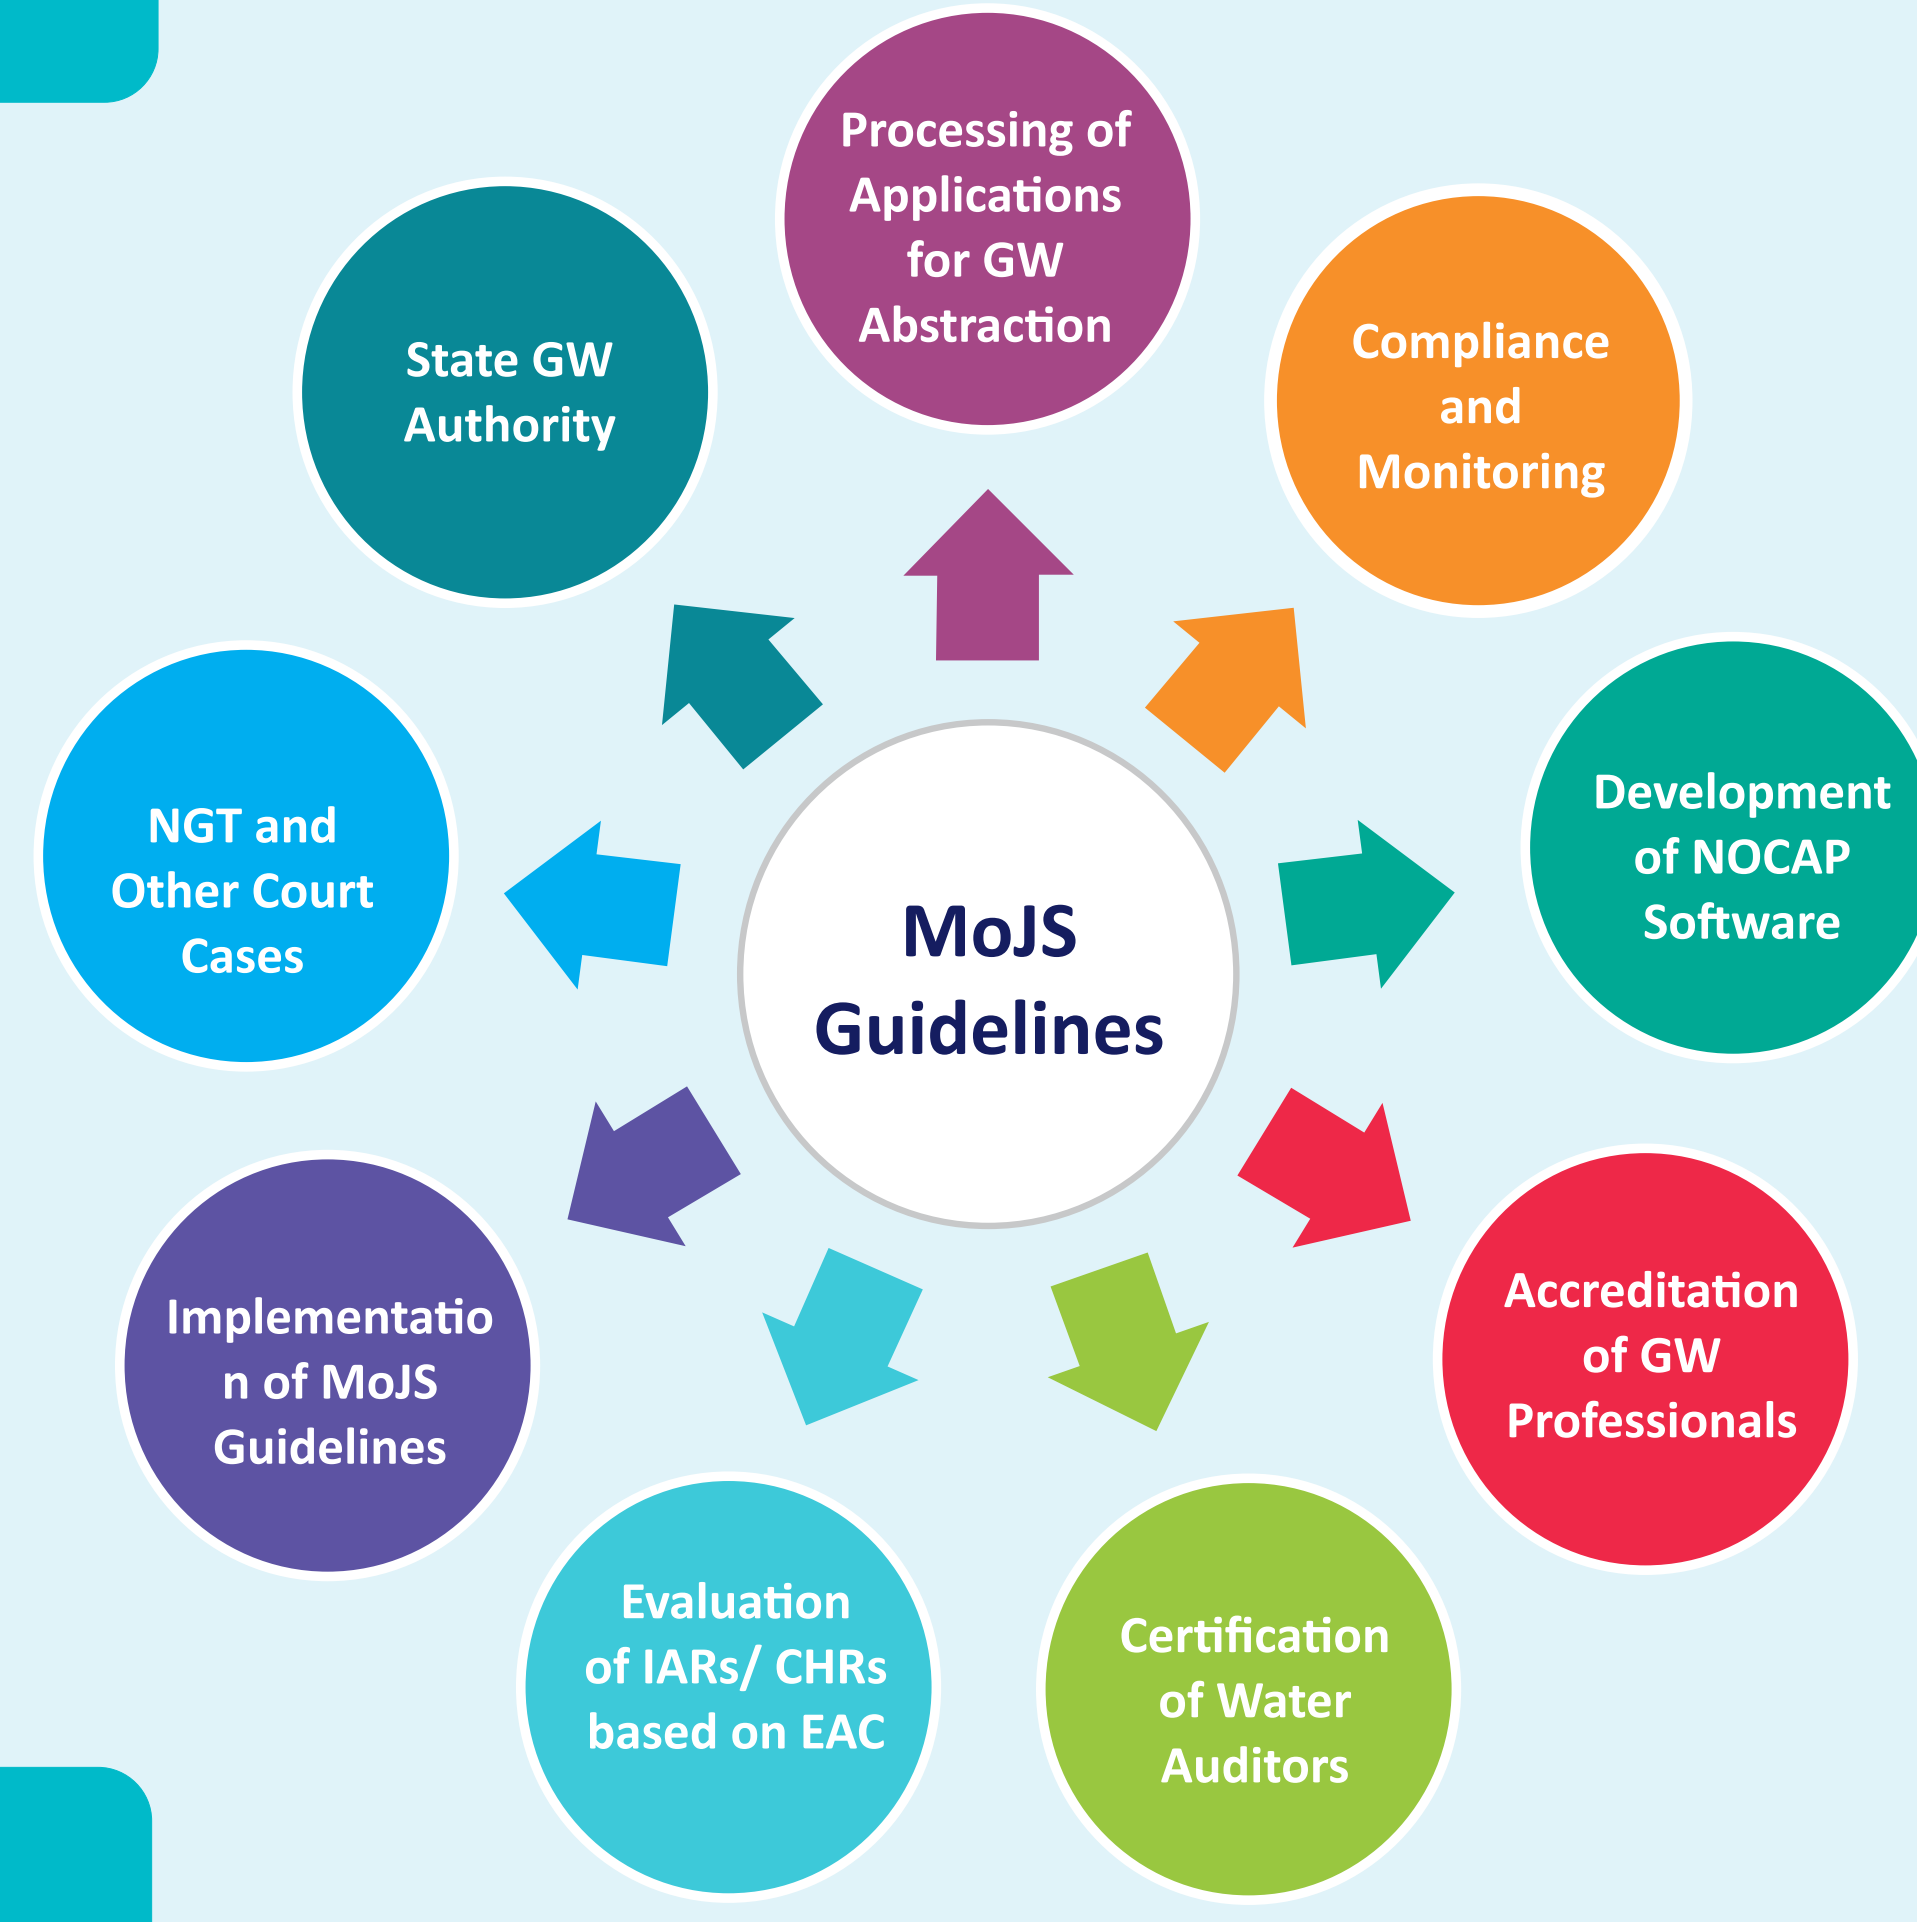 Processing of
Applications
for GW
Abstraction
Compliance
and
Monitoring
Development
of NOCAP
Software
Accreditation
of GW
Professionals
Certification
of Water
Auditors
Evaluation
of IARs/ CHRs
based on EAC
Implementatio
n of MoJS
Guidelines
NGT and
Other Court
Cases
State GW
Authority
MoJS
Guidelines